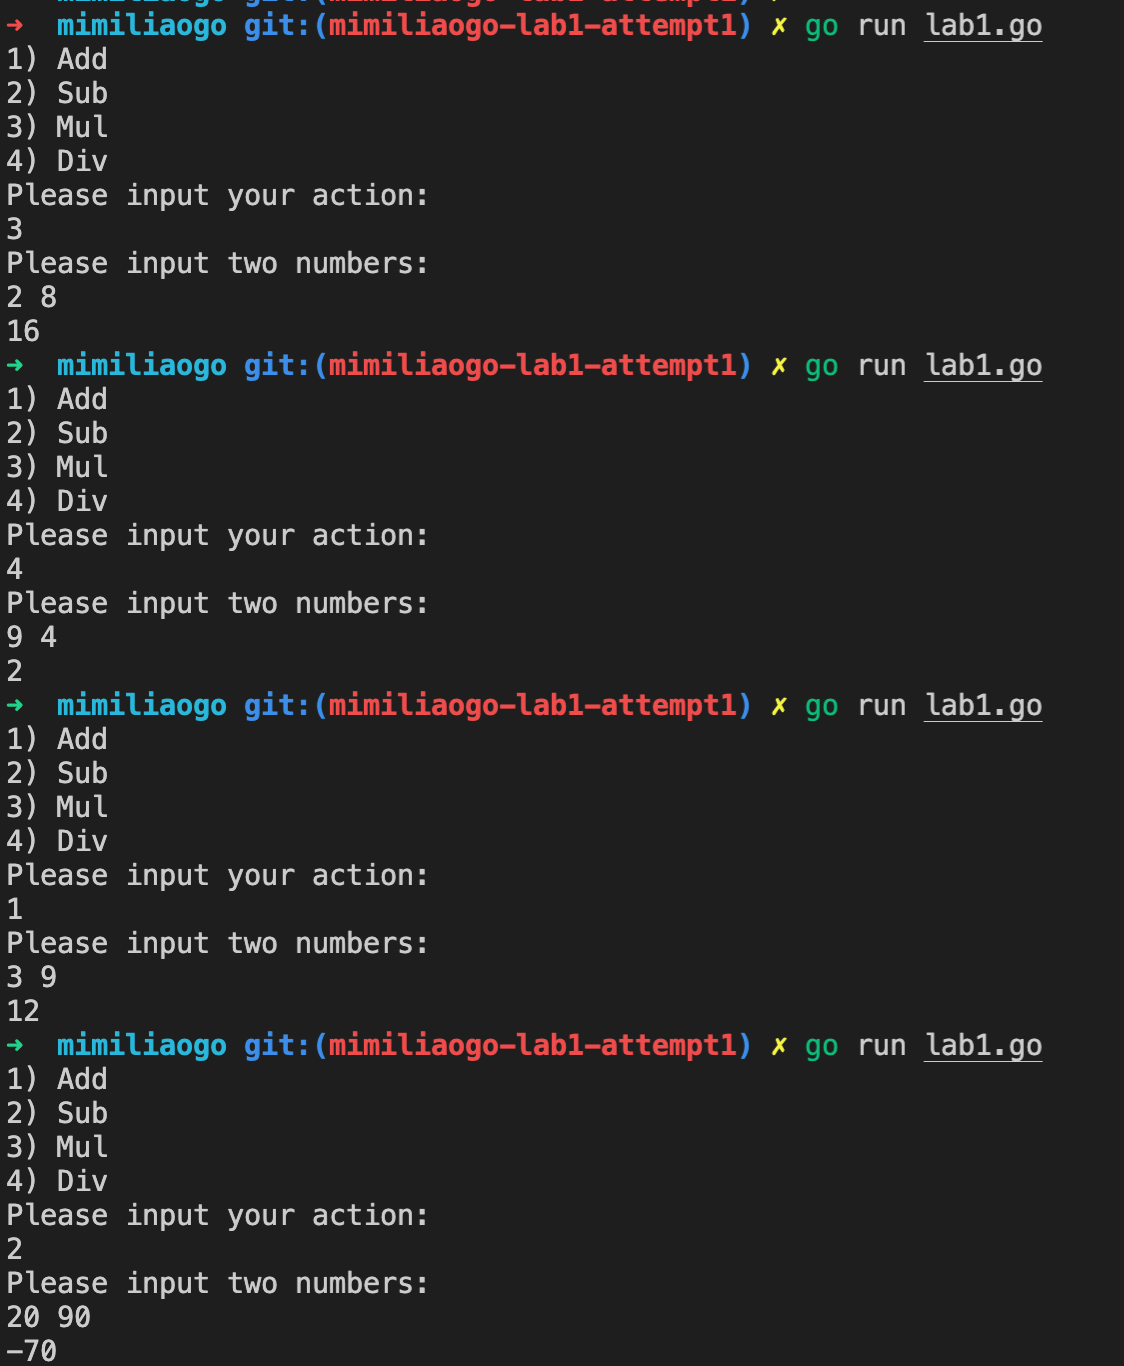 ➜  mimiliaogo git:(mimiliaogo-lab1-attempt1) ✗ go run lab1.go
1) Add
2) Sub
3) Mul
4) Div
Please input your action:
3
Please input two numbers:
2 8
16
➜  mimiliaogo git:(mimiliaogo-lab1-attempt1) ✗ go run lab1.go
1) Add
2) Sub
3) Mul
4) Div
Please input your action:
4
Please input two numbers:
9 4
2
➜  mimiliaogo git:(mimiliaogo-lab1-attempt1) ✗ go run lab1.go
1) Add
2) Sub
3) Mul
4) Div
Please input your action:
1
Please input two numbers:
3 9
12
➜  mimiliaogo git:(mimiliaogo-lab1-attempt1) ✗ go run lab1.go
1) Add
2) Sub
3) Mul
4) Div
Please input your action:
2
Please input two numbers:
20 90
-70